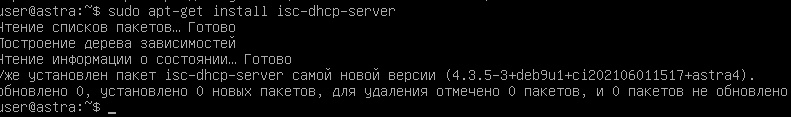 user@astra:~$ sudo apt-get install isc-dhcp-server
Чтение списков пакетов… Готово
Построение дерева зависимостей
Чтение информации о состоянии… Готово
Уже установлен пакет isc-dhcp-server самой новой версии (4.3.5-3+deb9u1+ci202106011517+astra4).
обновлено 0, установлено 0 новых пакетов, для удаления отмечено 0 пакетов, и 0 пакетов не обновлено
user@astra:~$ _